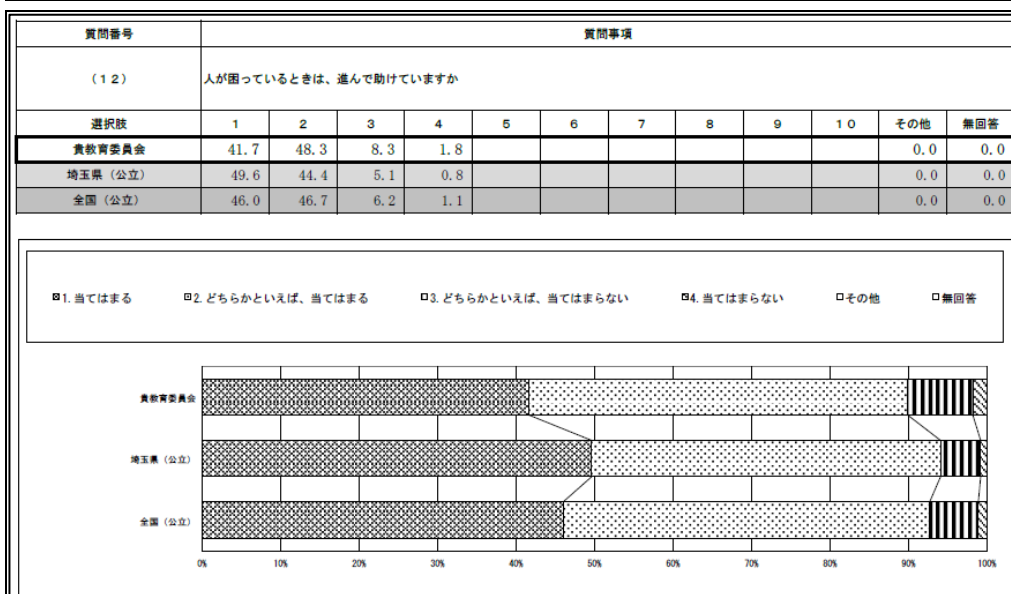 質問番号 質問事項
(12) 人が困っているときは、進んで助けていますか
選択肢 1 2 3 4 5 6 7 8 9 10 その他 無回答
貴教育委員会 41.7 48.3 8.3 1.8 0.0 0.0
埼玉県(公立) 49.6 44.4 5.1 0.8 0.0 0.0
全国(公立) 46.0 46.7 6.2 1.1 0.0 0.0
1.当てはまる 2.どちらかといえば、当てはまる 3.どちらかといえば、当てはまらない 4.当てはまらない その他 無回答
貴教育委員会
埼玉県(公立)
全国(公立)
0% 10% 20% 30% 40% 50% 60% 70% 80% 90% 100%